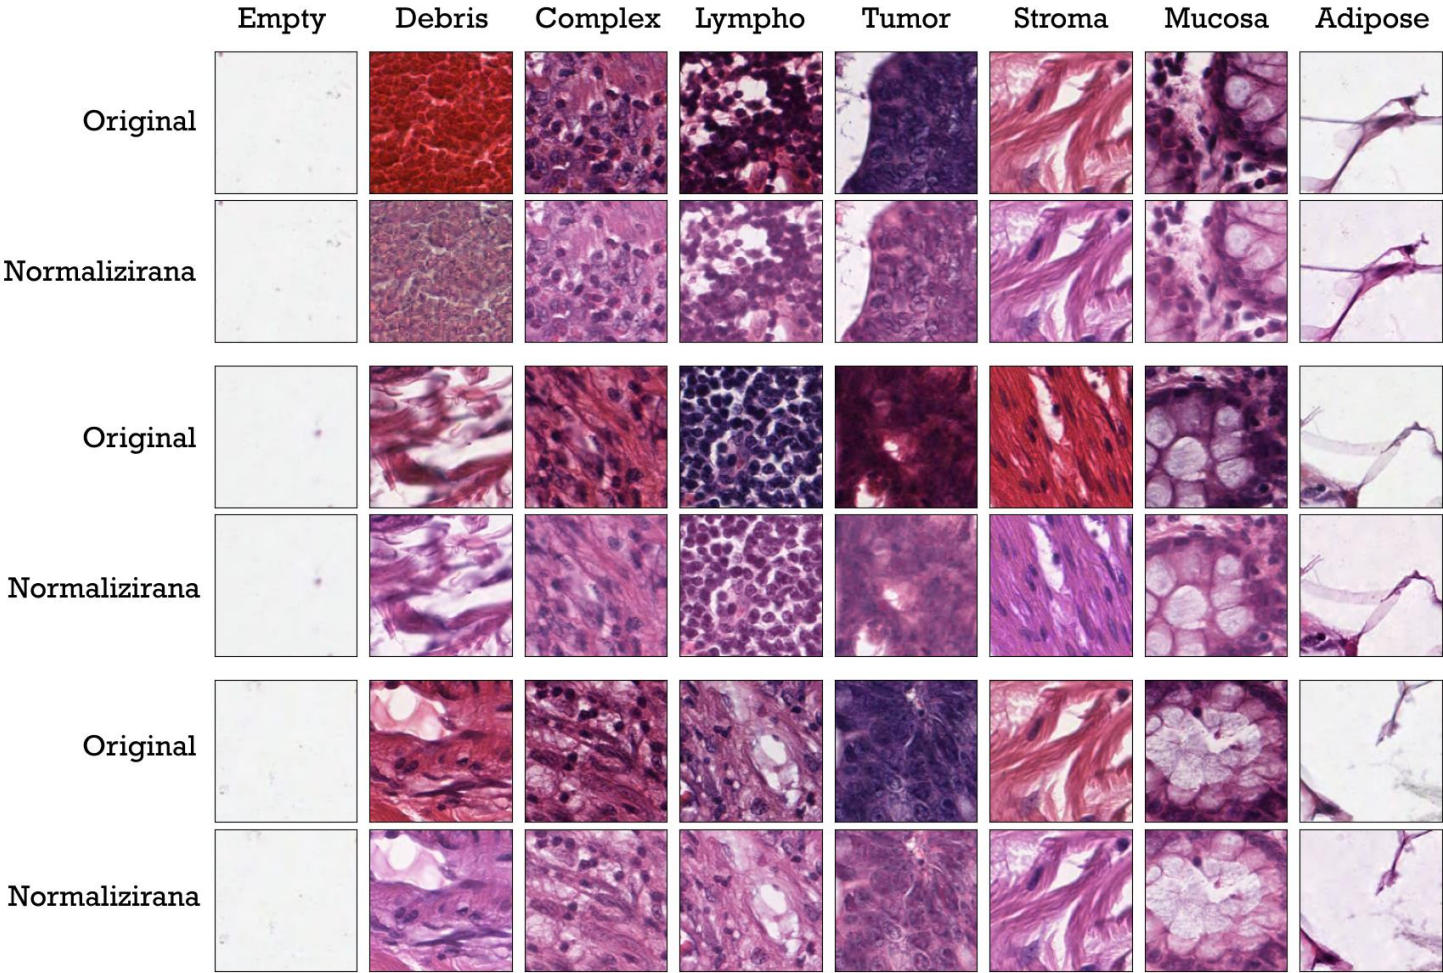 Empty Debris Complex Lympho Tumor Stroma Mucosa Adipose
Original
Normalizirana
Original
Normalizirana
Original
Normalizirana